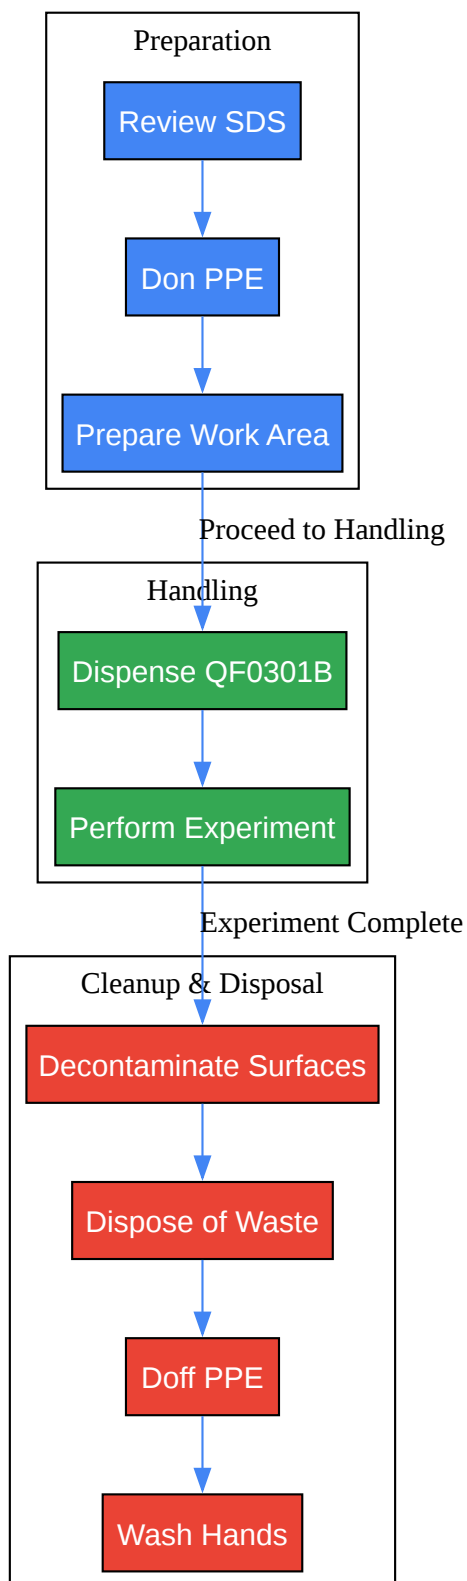 Preparation
Review SDS
Don PPE
Prepare Work Area
Proceed to Handling
Handling
Dispense QF0301B
Perform Experiment
Experiment Complete
Cleanup & Disposal
Decontaminate Surfaces
Dispose of Waste
Doff PPE
Wash Hands